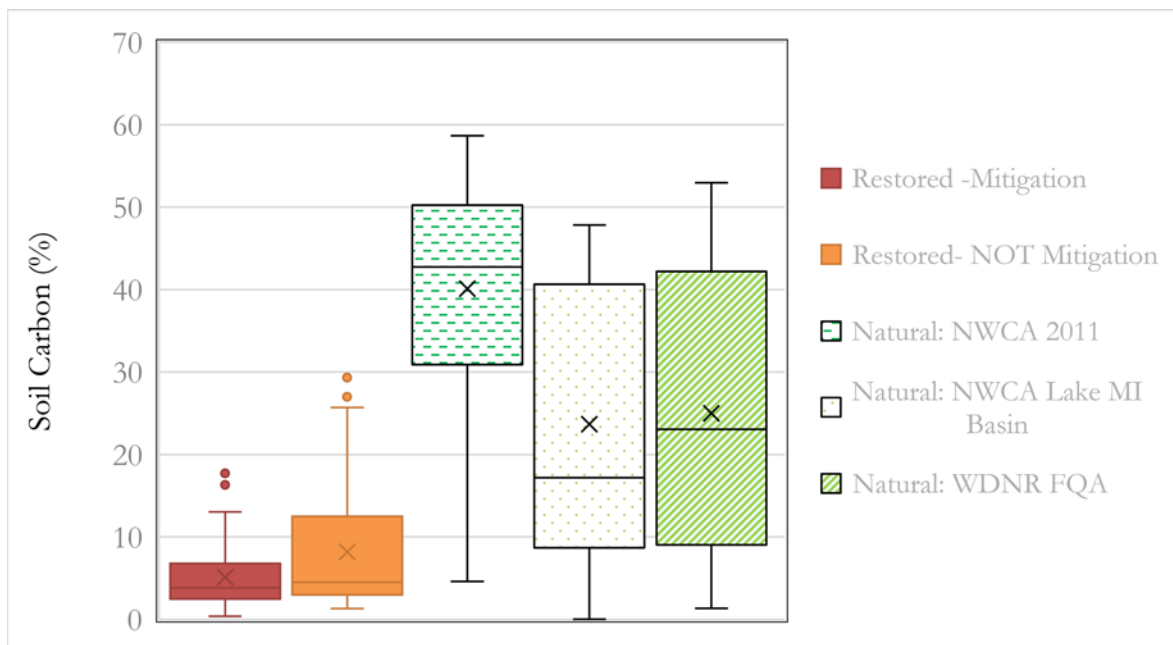 70
60
50
40
30
20
10
0
Soil Carbon (%)
Restored -Mitigation
Restored- NOT Mitigation
Natural: NWCA 2011
Natural: NWCA Lake MI
Basin
Natural: WDNR FQA